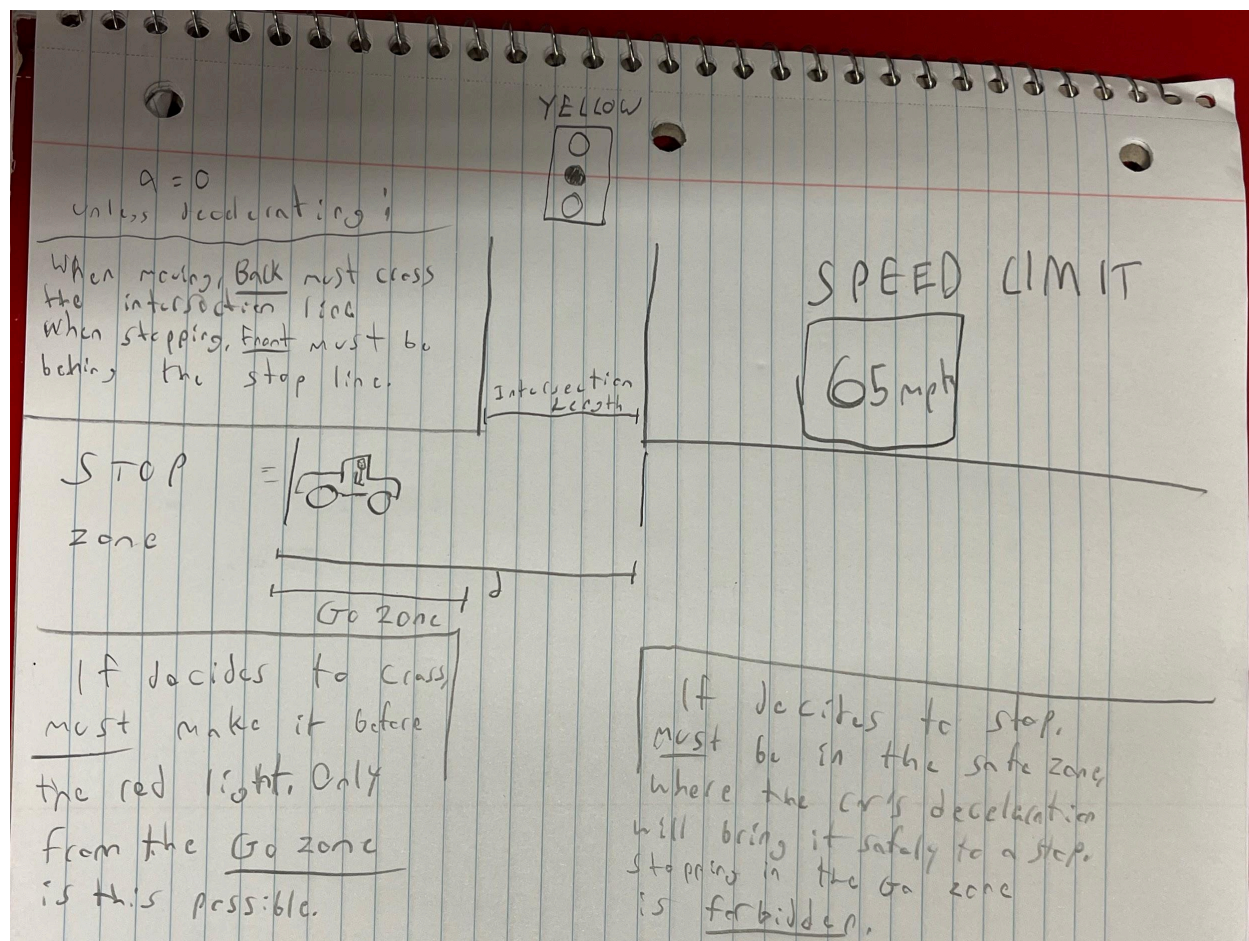 YELLOW
a = 0
unless decelerating
When moving, Back must cross
the intersection line
When stopping, Front must be
behing the stop line.
SPEED LIMIT
65 mph
Intersection
Length
STOP =
zone
d
Go Zone
If decides to cross,
must make it before
the red light. Only
from the Go zone
is this possible.
If decides to stop,
must be in the safe zone,
where the car's deceleration
will bring it safely to a stop.
stopping in the Go zone
is forbidden.